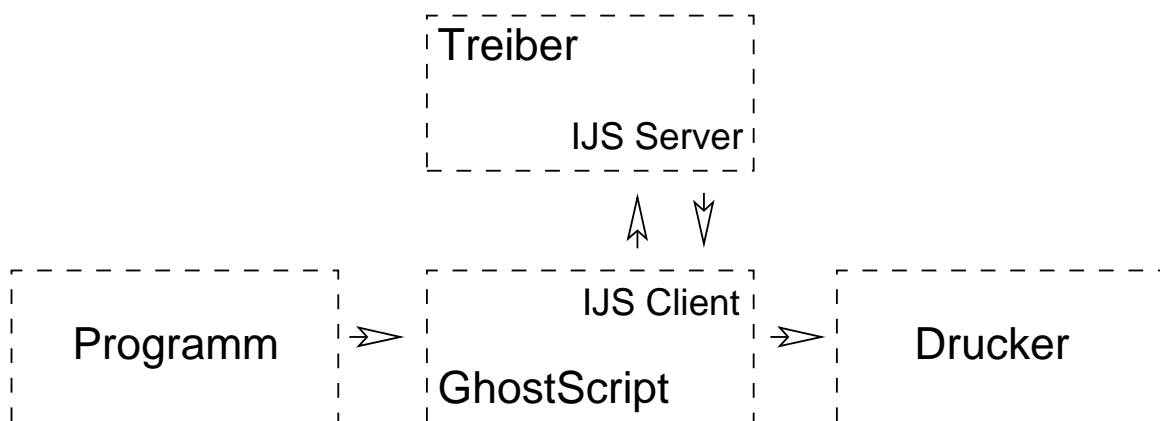 Treiber
IJS Server
IJS Client
Programm
Drucker
GhostScript